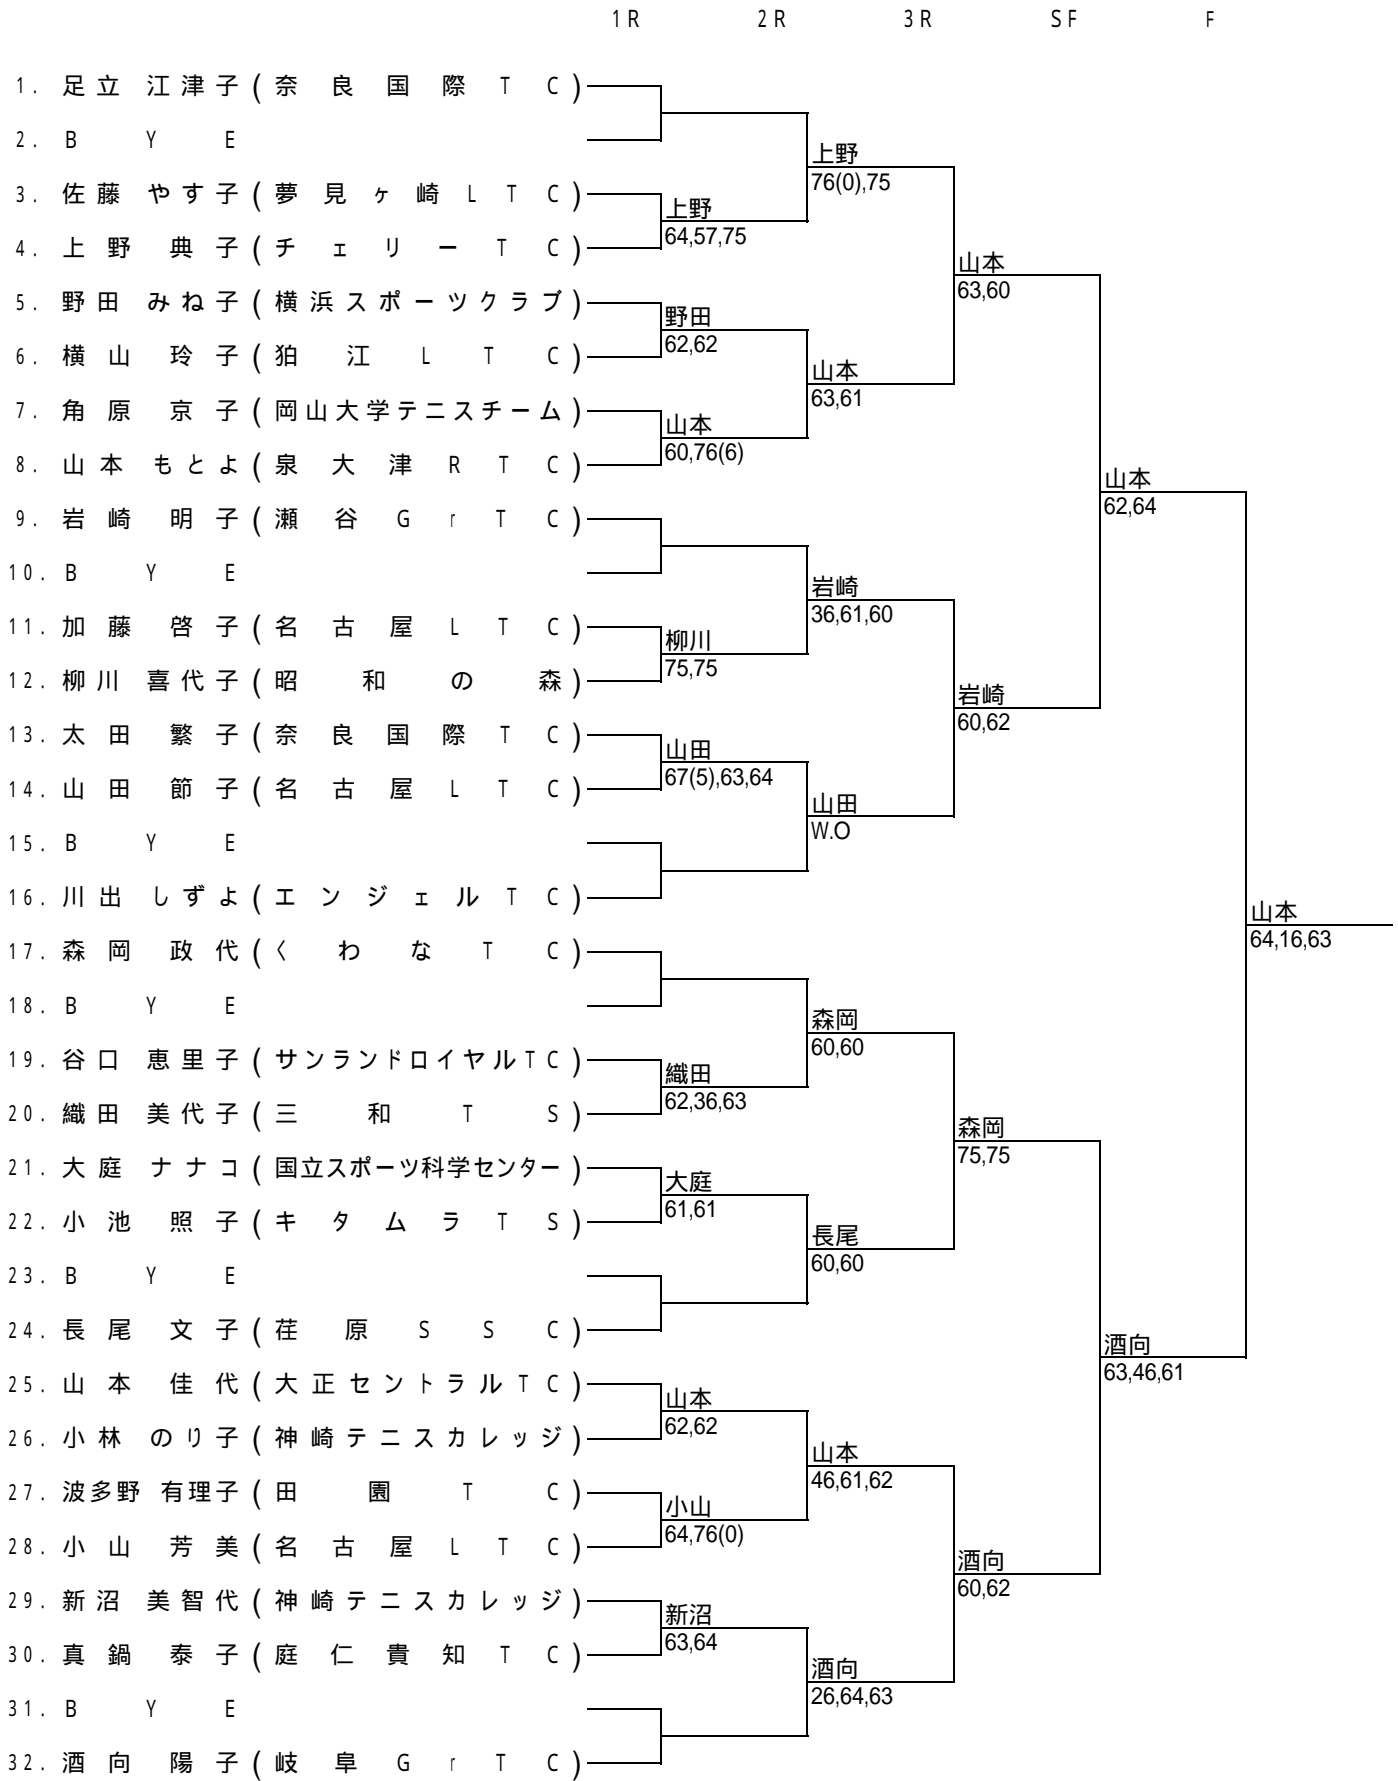 1R 2R 3R SF F
1. 足立 江津子 (奈良国際TC)
2. BYE
上野
76(0),75
3. 佐藤 やす子 (夢見ヶ崎LTC)
上野
64,57,75
4. 上野 典子 (チェリーTC)
山本
63,60
5. 野田 みね子 (横浜スポーツクラブ)
野田
62,62
6. 横山 玲子 (狛江LTC)
山本
63,61
7. 角原 京子 (岡山大学テニスチーム)
山本
60,76(6)
8. 山本 もとよ (泉大津RTC)
山本
62,64
9. 岩崎 明子 (瀬谷GrTC)
10. BYE
岩崎
36,61,60
11. 加藤 啓子 (名古屋LTC)
柳川
75,75
12. 柳川 喜代子 (昭和の森)
岩崎
60,62
13. 太田 繁子 (奈良国際TC)
山田
67(5),63,64
14. 山田 節子 (名古屋LTC)
山田
W.O
15. BYE
16. 川出 しずよ (エンジェルTC)
山本
64,16,63
17. 森岡 政代 (くわなTC)
18. BYE
森岡
60,60
19. 谷口 恵里子 (サンランドロイヤルTC)
織田
62,36,63
20. 織田 美代子 (三和TS)
森岡
75,75
21. 大庭 ナナコ (国立スポーツ科学センター)
大庭
61,61
22. 小池 照子 (キタムラTS)
長尾
60,60
23. BYE
24. 長尾 文子 (荏原SSC)
酒向
63,46,61
25. 山本 佳代 (大正セントラルTC)
山本
62,62
26. 小林 のり子 (神崎テニスカレッジ)
山本
46,61,62
27. 波多野 有理子 (田園TC)
小山
64,76(0)
28. 小山 芳美 (名古屋LTC)
酒向
60,62
29. 新沼 美智代 (神崎テニスカレッジ)
新沼
63,64
30. 真鍋 泰子 (庭仁貴知TC)
酒向
26,64,63
31. BYE
32. 酒向 陽子 (岐阜GrTC)